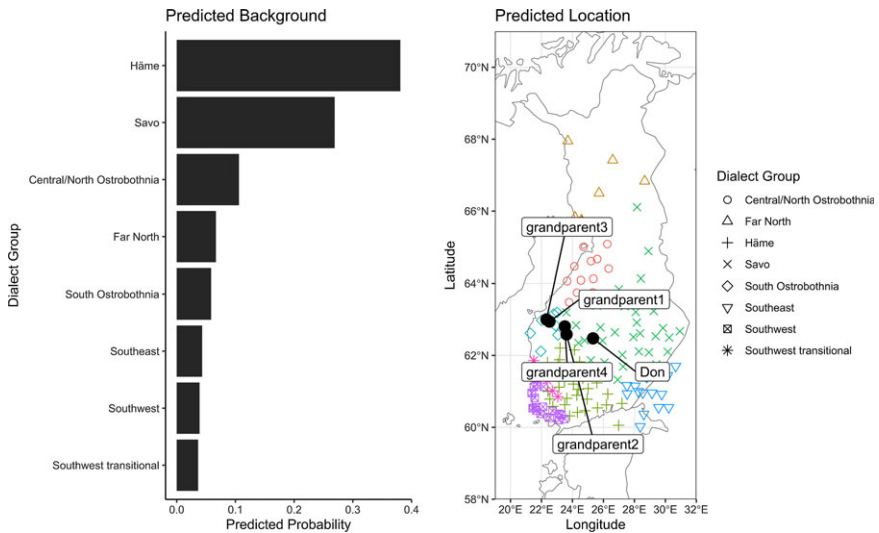 Predicted Background
Dialect Group
Häme
Savo
Central/North Ostrobothnia
Far North
South Ostrobothnia
Southeast
Southwest
Southwest transitional
0.0 0.1 0.2 0.3 0.4
Predicted Probability
Predicted Location
Latitude
70°N
68°N
66°N
64°N
62°N
60°N
58°N
grandparent3
grandparent1
grandparent4
Don
grandparent2
20°E 22°E 24°E 26°E 28°E 30°E 32°E
Longitude
Dialect Group
Central/North Ostrobothnia
Far North
Häme
Savo
South Ostrobothnia
Southeast
Southwest
Southwest transitional